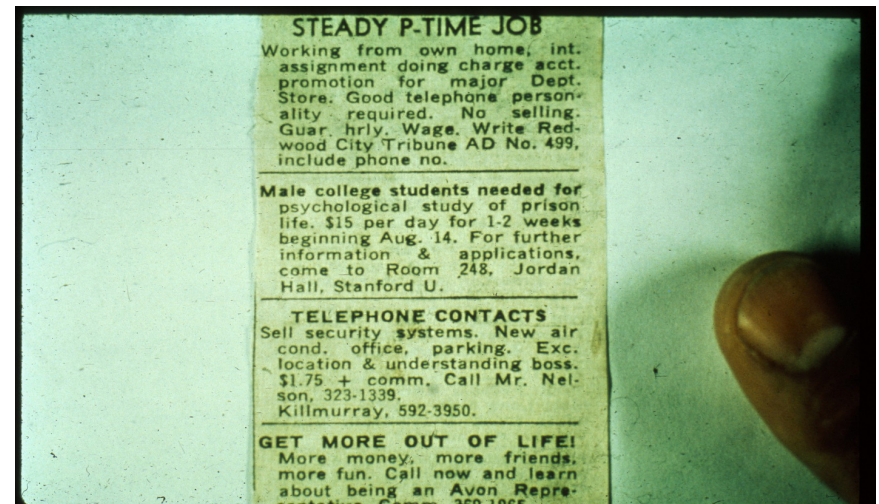 STEADY P-TIME JOB
Working from own home, int.
assignment doing charge acct.
promotion for major Dept.
Store. Good telephone person-
ality required. No selling.
Guar. hrly. Wage. Write Red-
wood City Tribune AD No. 499,
include phone no.
Male college students needed for
psychological study of prison
life. $15 per day for 1-2 weeks
beginning Aug. 14. For further
information & applications,
come to Room 248, Jordan
Hall, Stanford U.
TELEPHONE CONTACTS
Sell security systems. New air
cond. office, parking. Exc.
location & understanding boss.
$1.75 + comm. Call Mr. Nel-
son, 323-1339.
Killmurray, 592-3950.
GET MORE OUT OF LIFE!
More money, more friends,
more fun. Call now and learn
about being an Avon Repre-